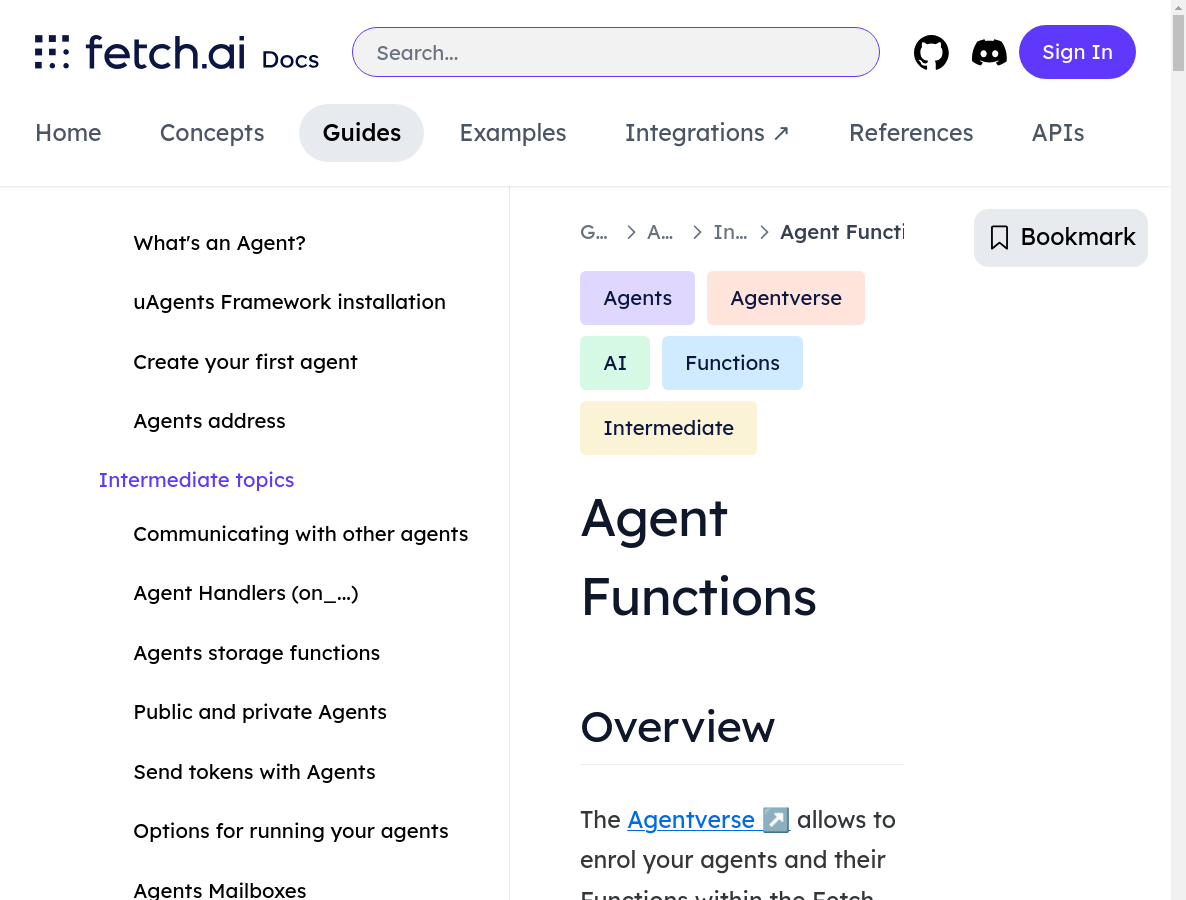 fetch.ai Docs
Search...
Sign In
Home
Concepts
Guides
Examples
Integrations ↗
References
APIs
What's an Agent?
uAgents Framework installation
Create your first agent
Agents address
Intermediate topics
Communicating with other agents
Agent Handlers (on_...)
Agents storage functions
Public and private Agents
Send tokens with Agents
Options for running your agents
Agents Mailboxes
G... > A... > In... > Agent Functi
Bookmark
Agents
Agentverse
AI
Functions
Intermediate
Agent
Functions
Overview
The Agentverse ↗️ allows to
enrol your agents and their
Functions within the Fetch